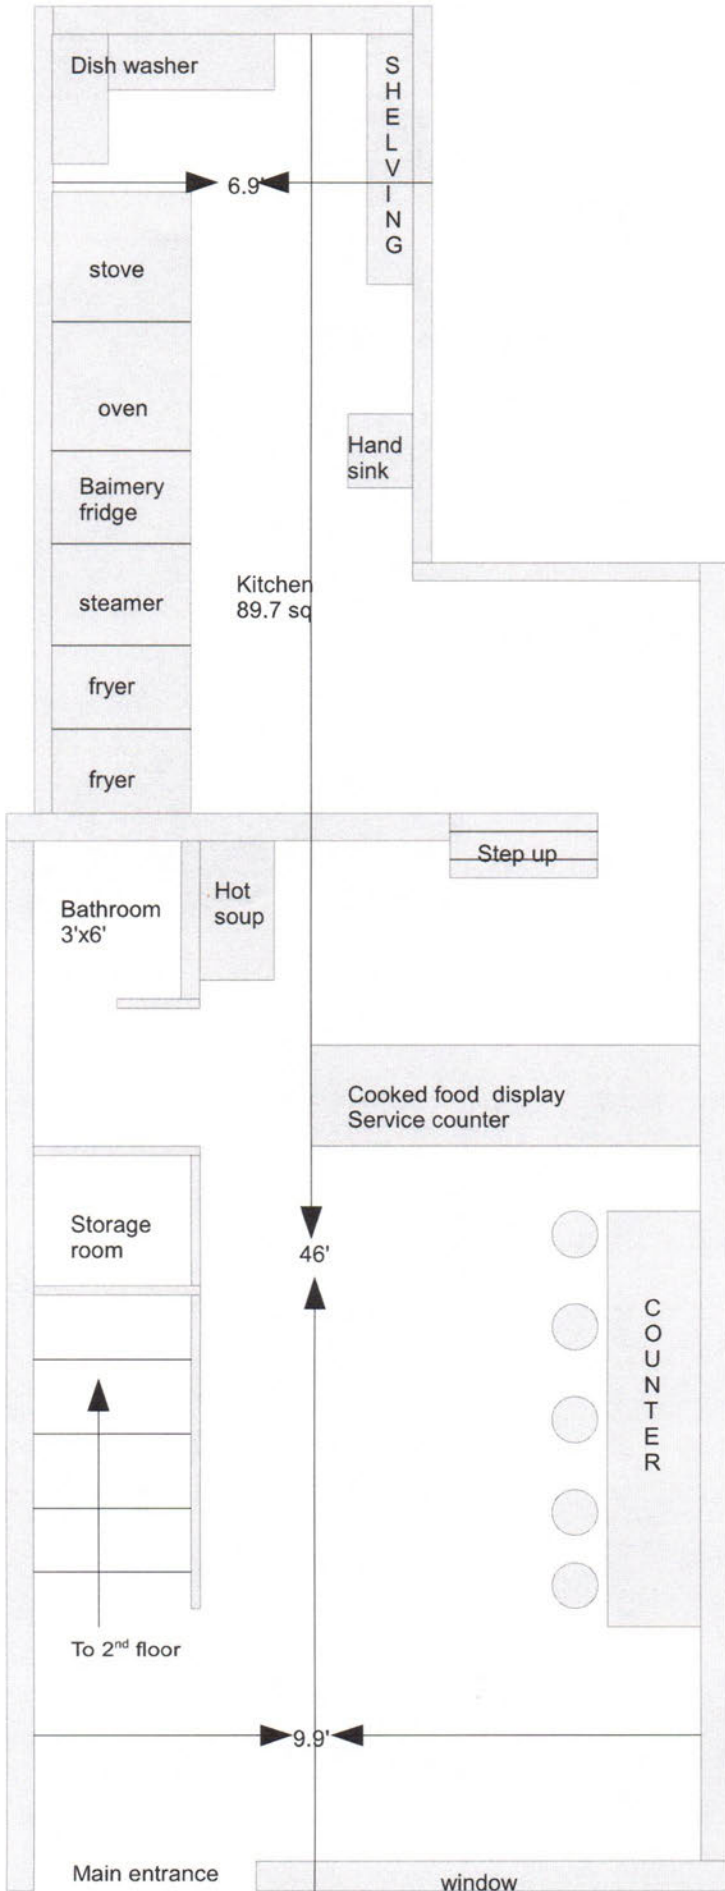 Dish washer
SHELVING
6.9'
stove
oven
Hand
sink
Baimery
fridge
Kitchen
89.7 sq
steamer
fryer
fryer
Step up
Bathroom
3'x6'
Hot
soup
Cooked food display
Service counter
Storage
room
46'
COUNTER
To 2nd floor
9.9'
Main entrance
window